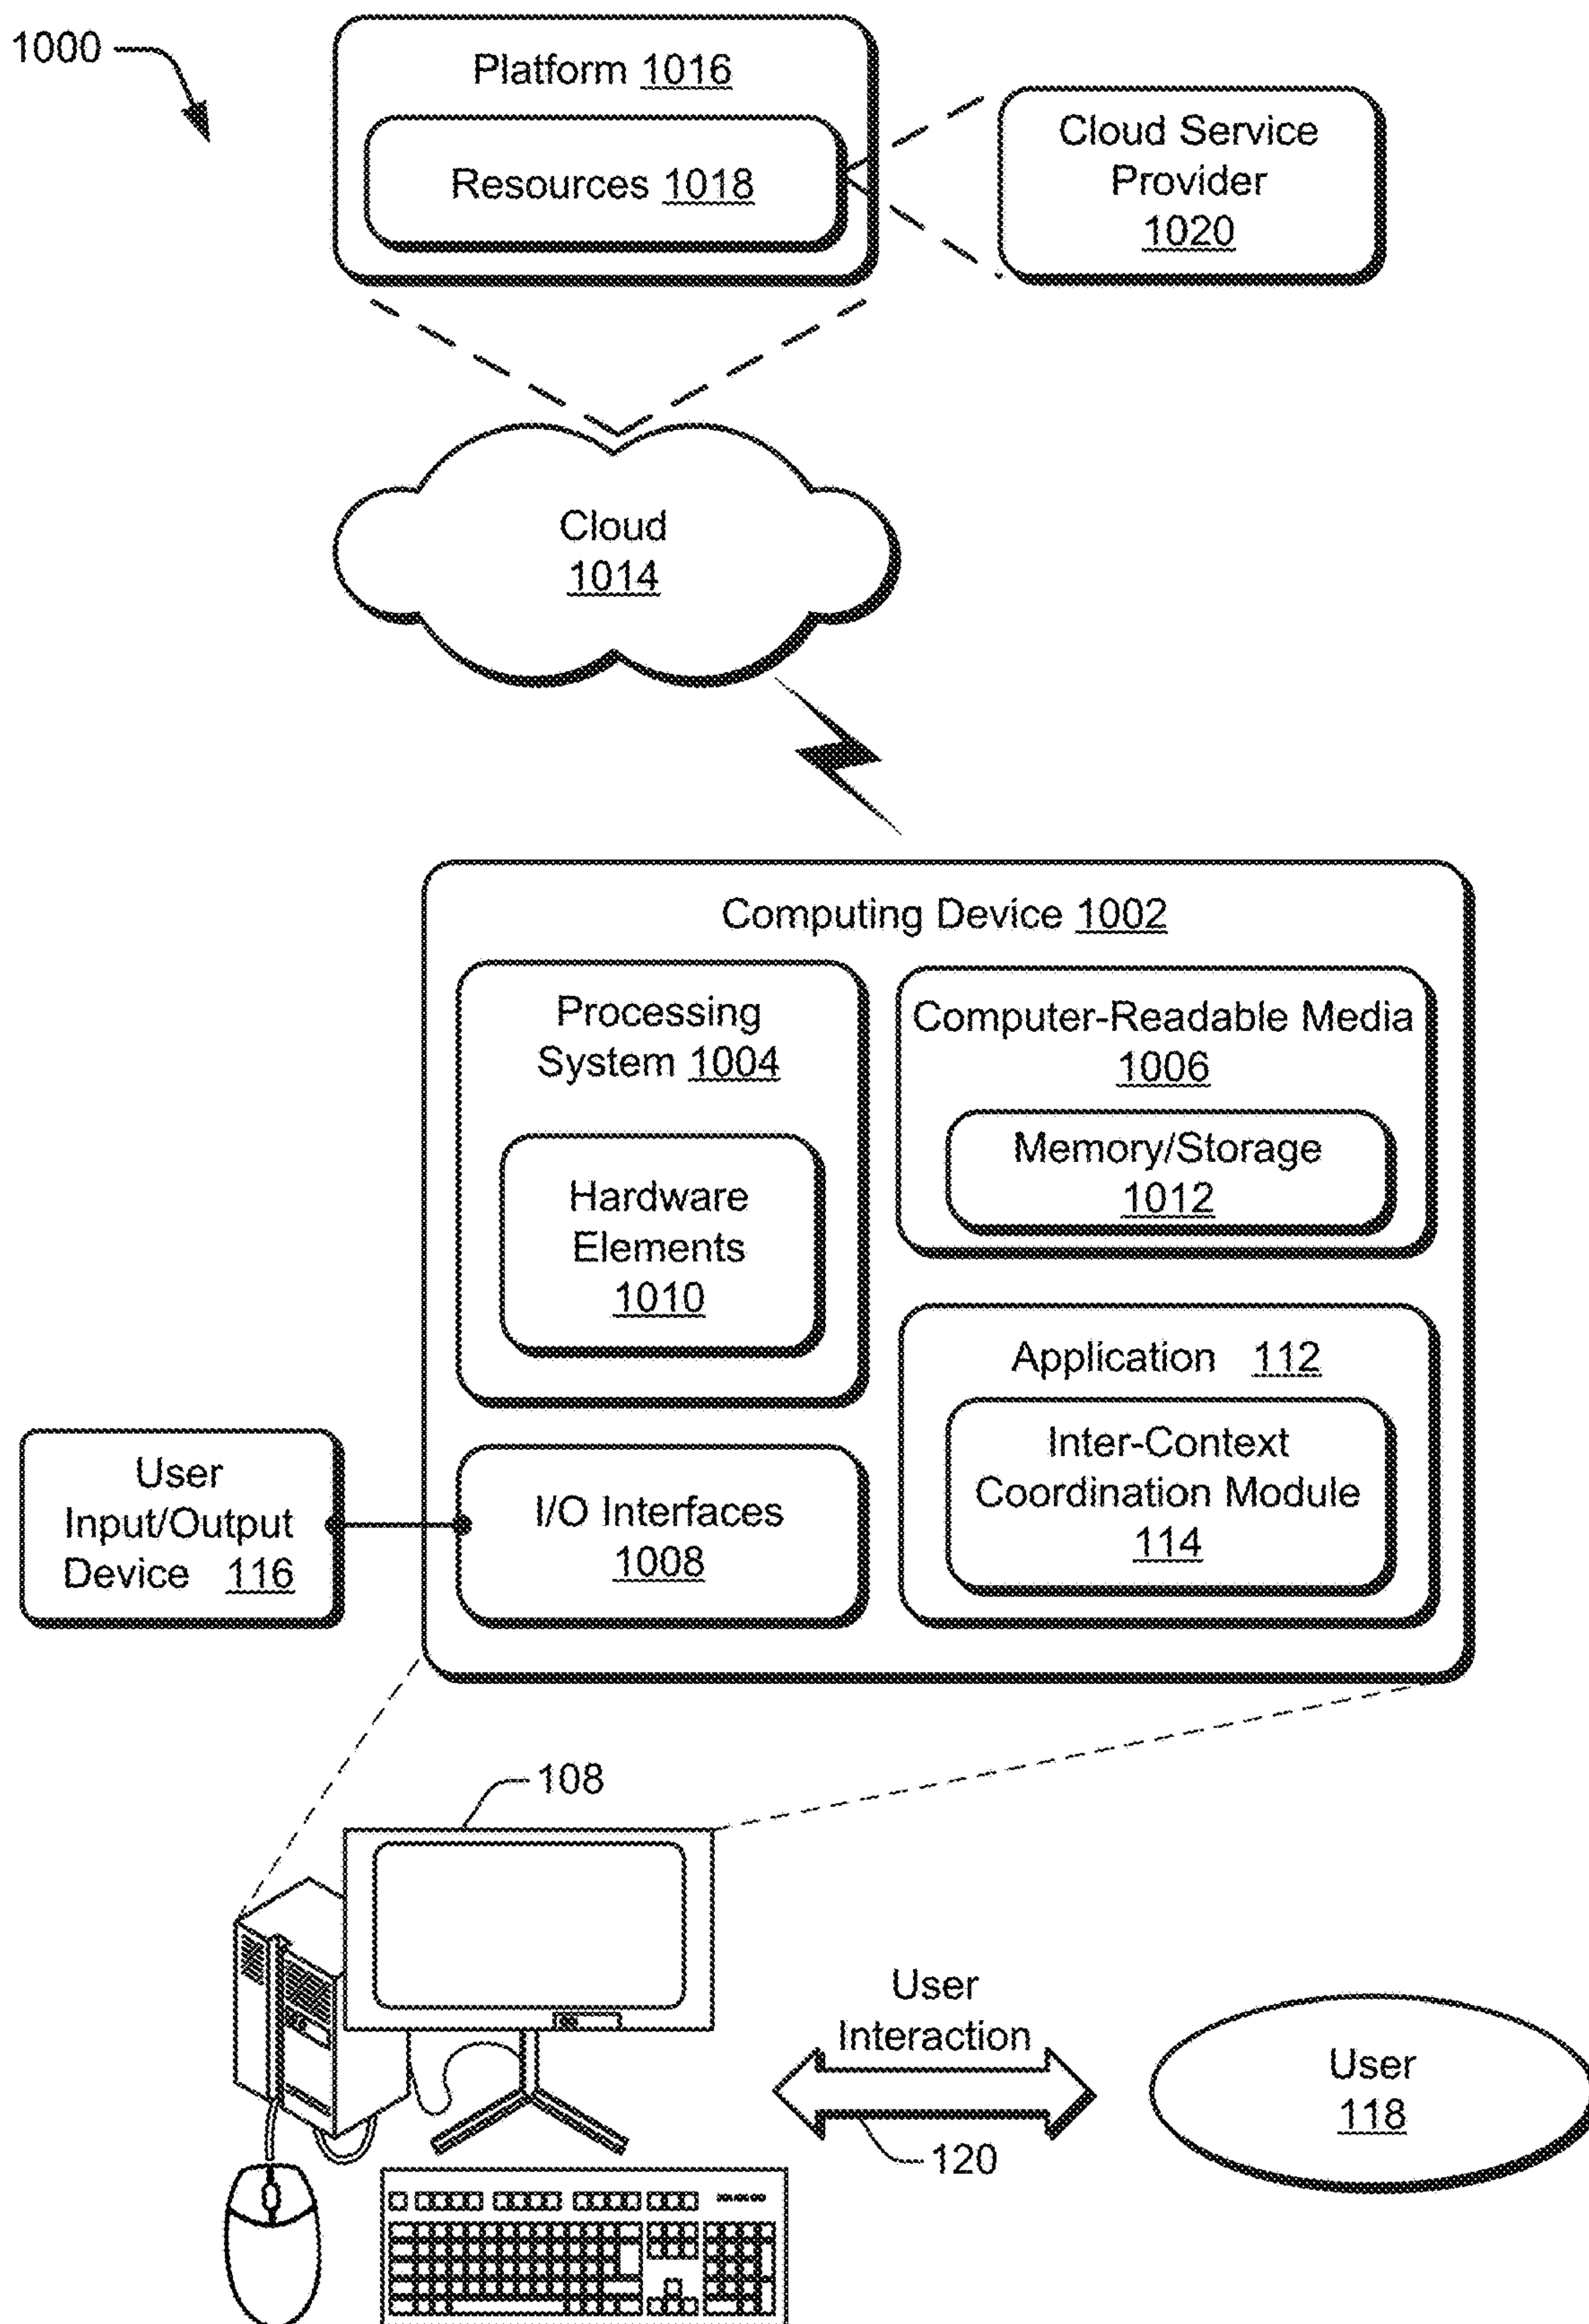 1000
Platform 1016
Resources 1018
Cloud Service
Provider
1020
Cloud
1014
Computing Device 1002
Processing
System 1004
Hardware
Elements
1010
Computer-Readable Media
1006
Memory/Storage
1012
Application 112
Inter-Context
Coordination Module
114
I/O Interfaces
1008
User
Input/Output
Device 116
108
User
Interaction
120
User
118